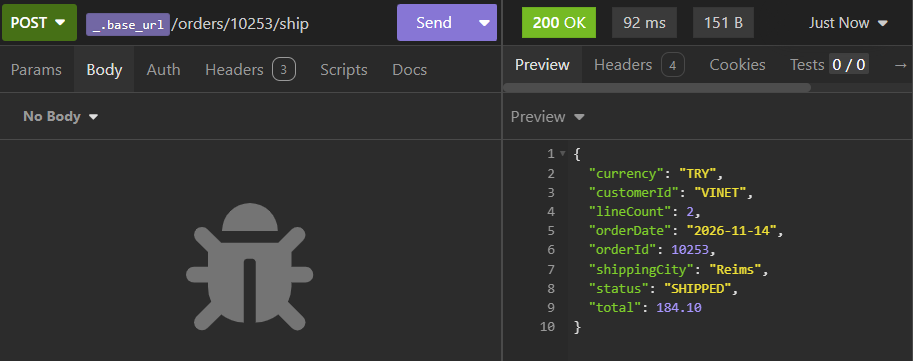 POST _.base_url/orders/10253/ship Send
200 OK 92 ms 151 B Just Now
Params Body Auth Headers 3 Scripts Docs
Preview Headers 4 Cookies Tests 0 / 0 →
No Body
Preview
1 {
2 "currency": "TRY",
3 "customerId": "VINET",
4 "lineCount": 2,
5 "orderDate": "2026-11-14",
6 "orderId": 10253,
7 "shippingCity": "Reims",
8 "status": "SHIPPED",
9 "total": 184.10
10 }